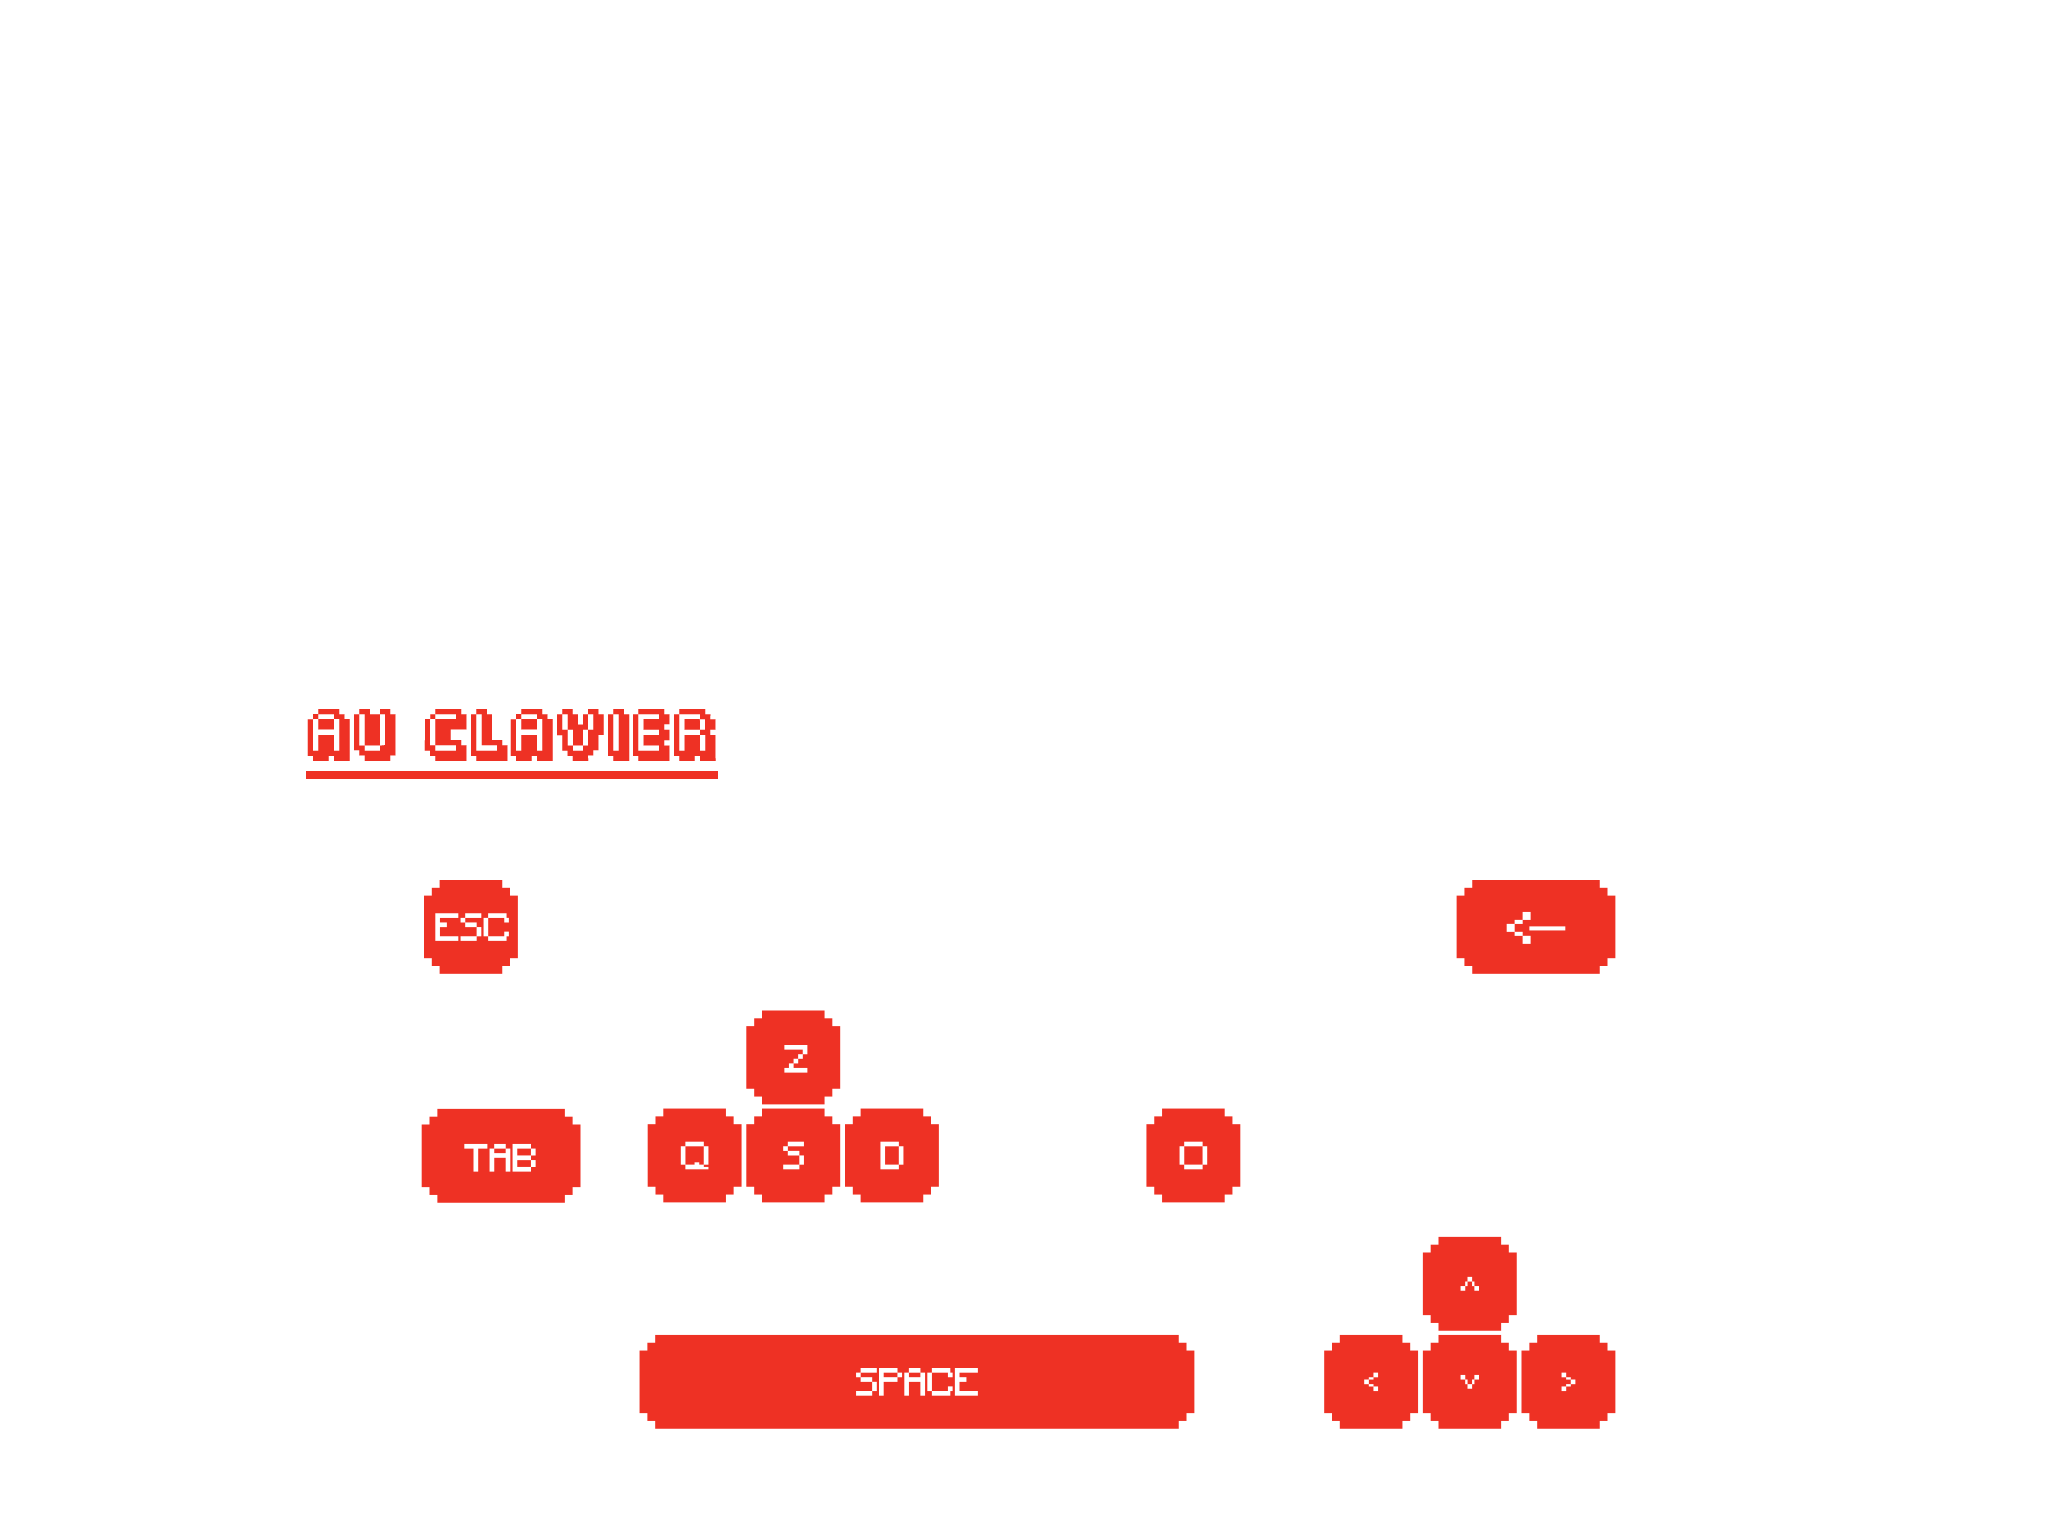 AU CLAVIER
ESC <—
Z
TAB Q S D O
^
SPACE < v >